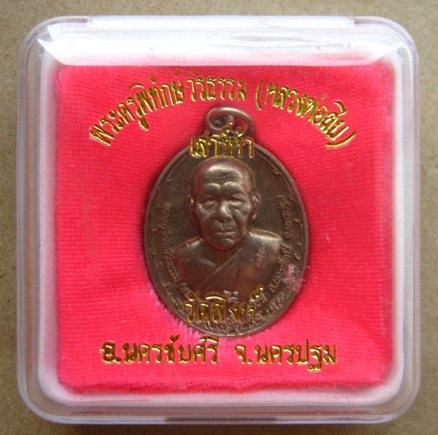 พระครูพิทักษ์วีรธรรม (หลวงพ่อสืบ)
เสาร์ห้า
วัดสิงห์
อ.นครชัยศรี จ.นครปฐม